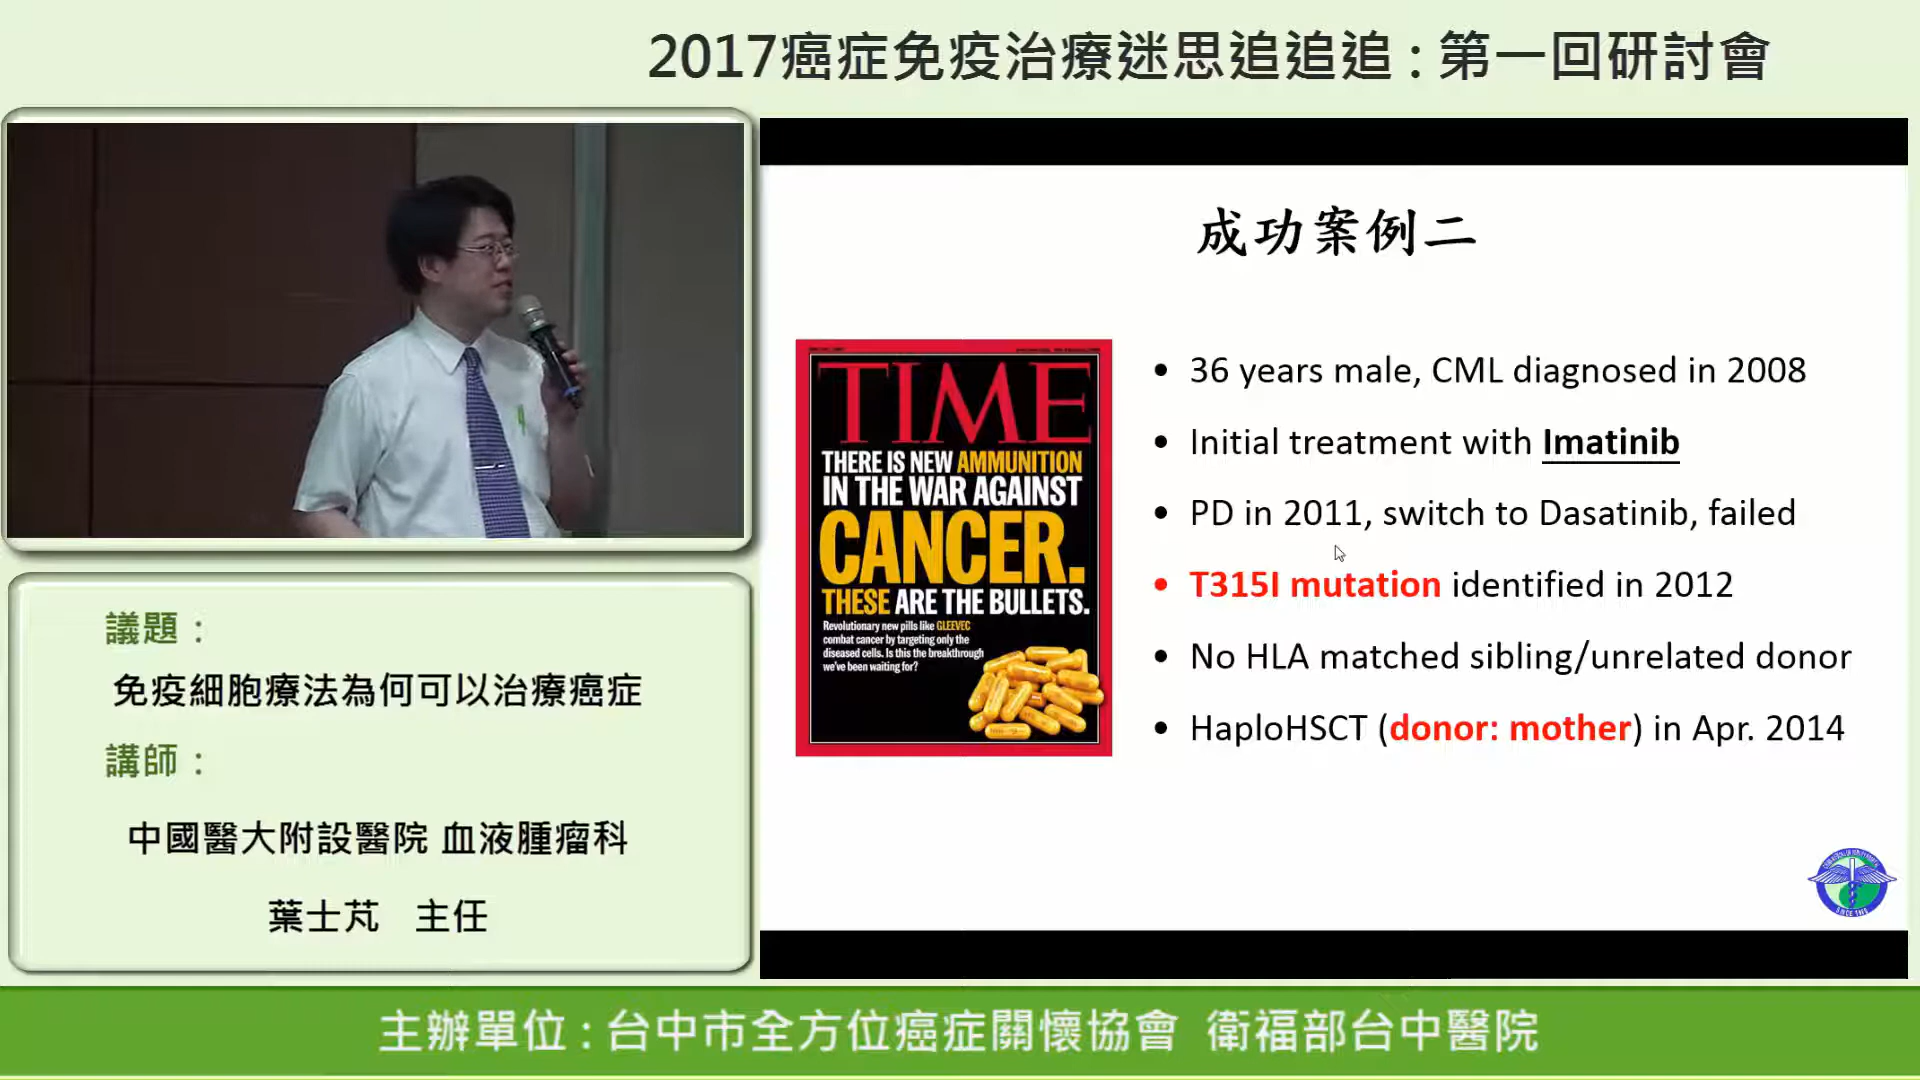 2017癌症免疫治療迷思追追追 : 第一回研討會
成功案例二
TIME
THERE IS NEW AMMUNITION
IN THE WAR AGAINST
CANCER.
THESE ARE THE BULLETS.
Revolutionary new pills like GLEEVEC
combat cancer by targeting only the
diseased cells. Is this the breakthrough
we've been waiting for?
• 36 years male, CML diagnosed in 2008
• Initial treatment with Imatinib
• PD in 2011, switch to Dasatinib, failed
• T315I mutation identified in 2012
• No HLA matched sibling/unrelated donor
• HaploHSCT (donor: mother) in Apr. 2014
議題：
免疫細胞療法為何可以治療癌症
講師：
中國醫大附設醫院 血液腫瘤科
葉士芃 主任
主辦單位 : 台中市全方位癌症關懷協會 衛福部台中醫院